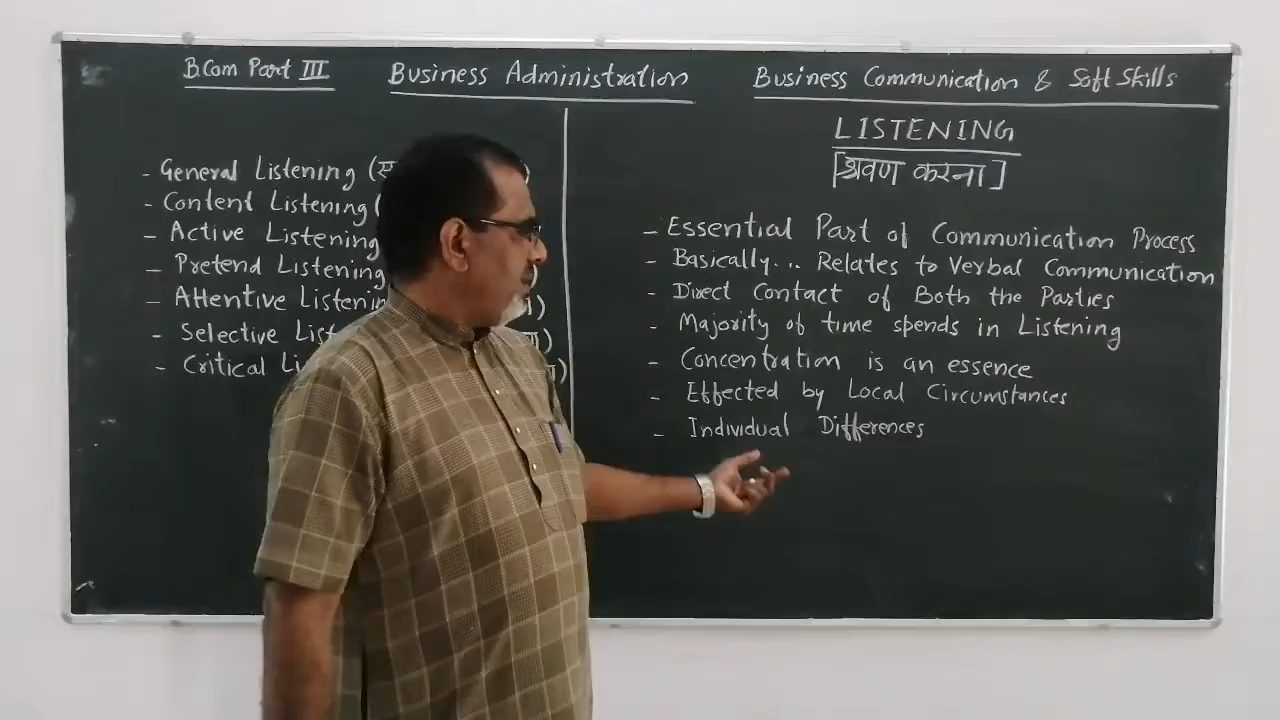 B.Com Part III
Business Administration
Business Communication & Soft Skills
- General Listening (
- Content Listening (
- Active Listening
- Pretend Listening
- Attentive Listenin
- Selective List
- Critical Li
LISTENING
[श्रवण करना]
- Essential Part of Communication Process
- Basically... Relates to Verbal Communication
- Direct Contact of Both the Parties
- Majority of time spends in Listening
- Concentration is an essence
- Effected by Local Circumstances
- Individual Differences